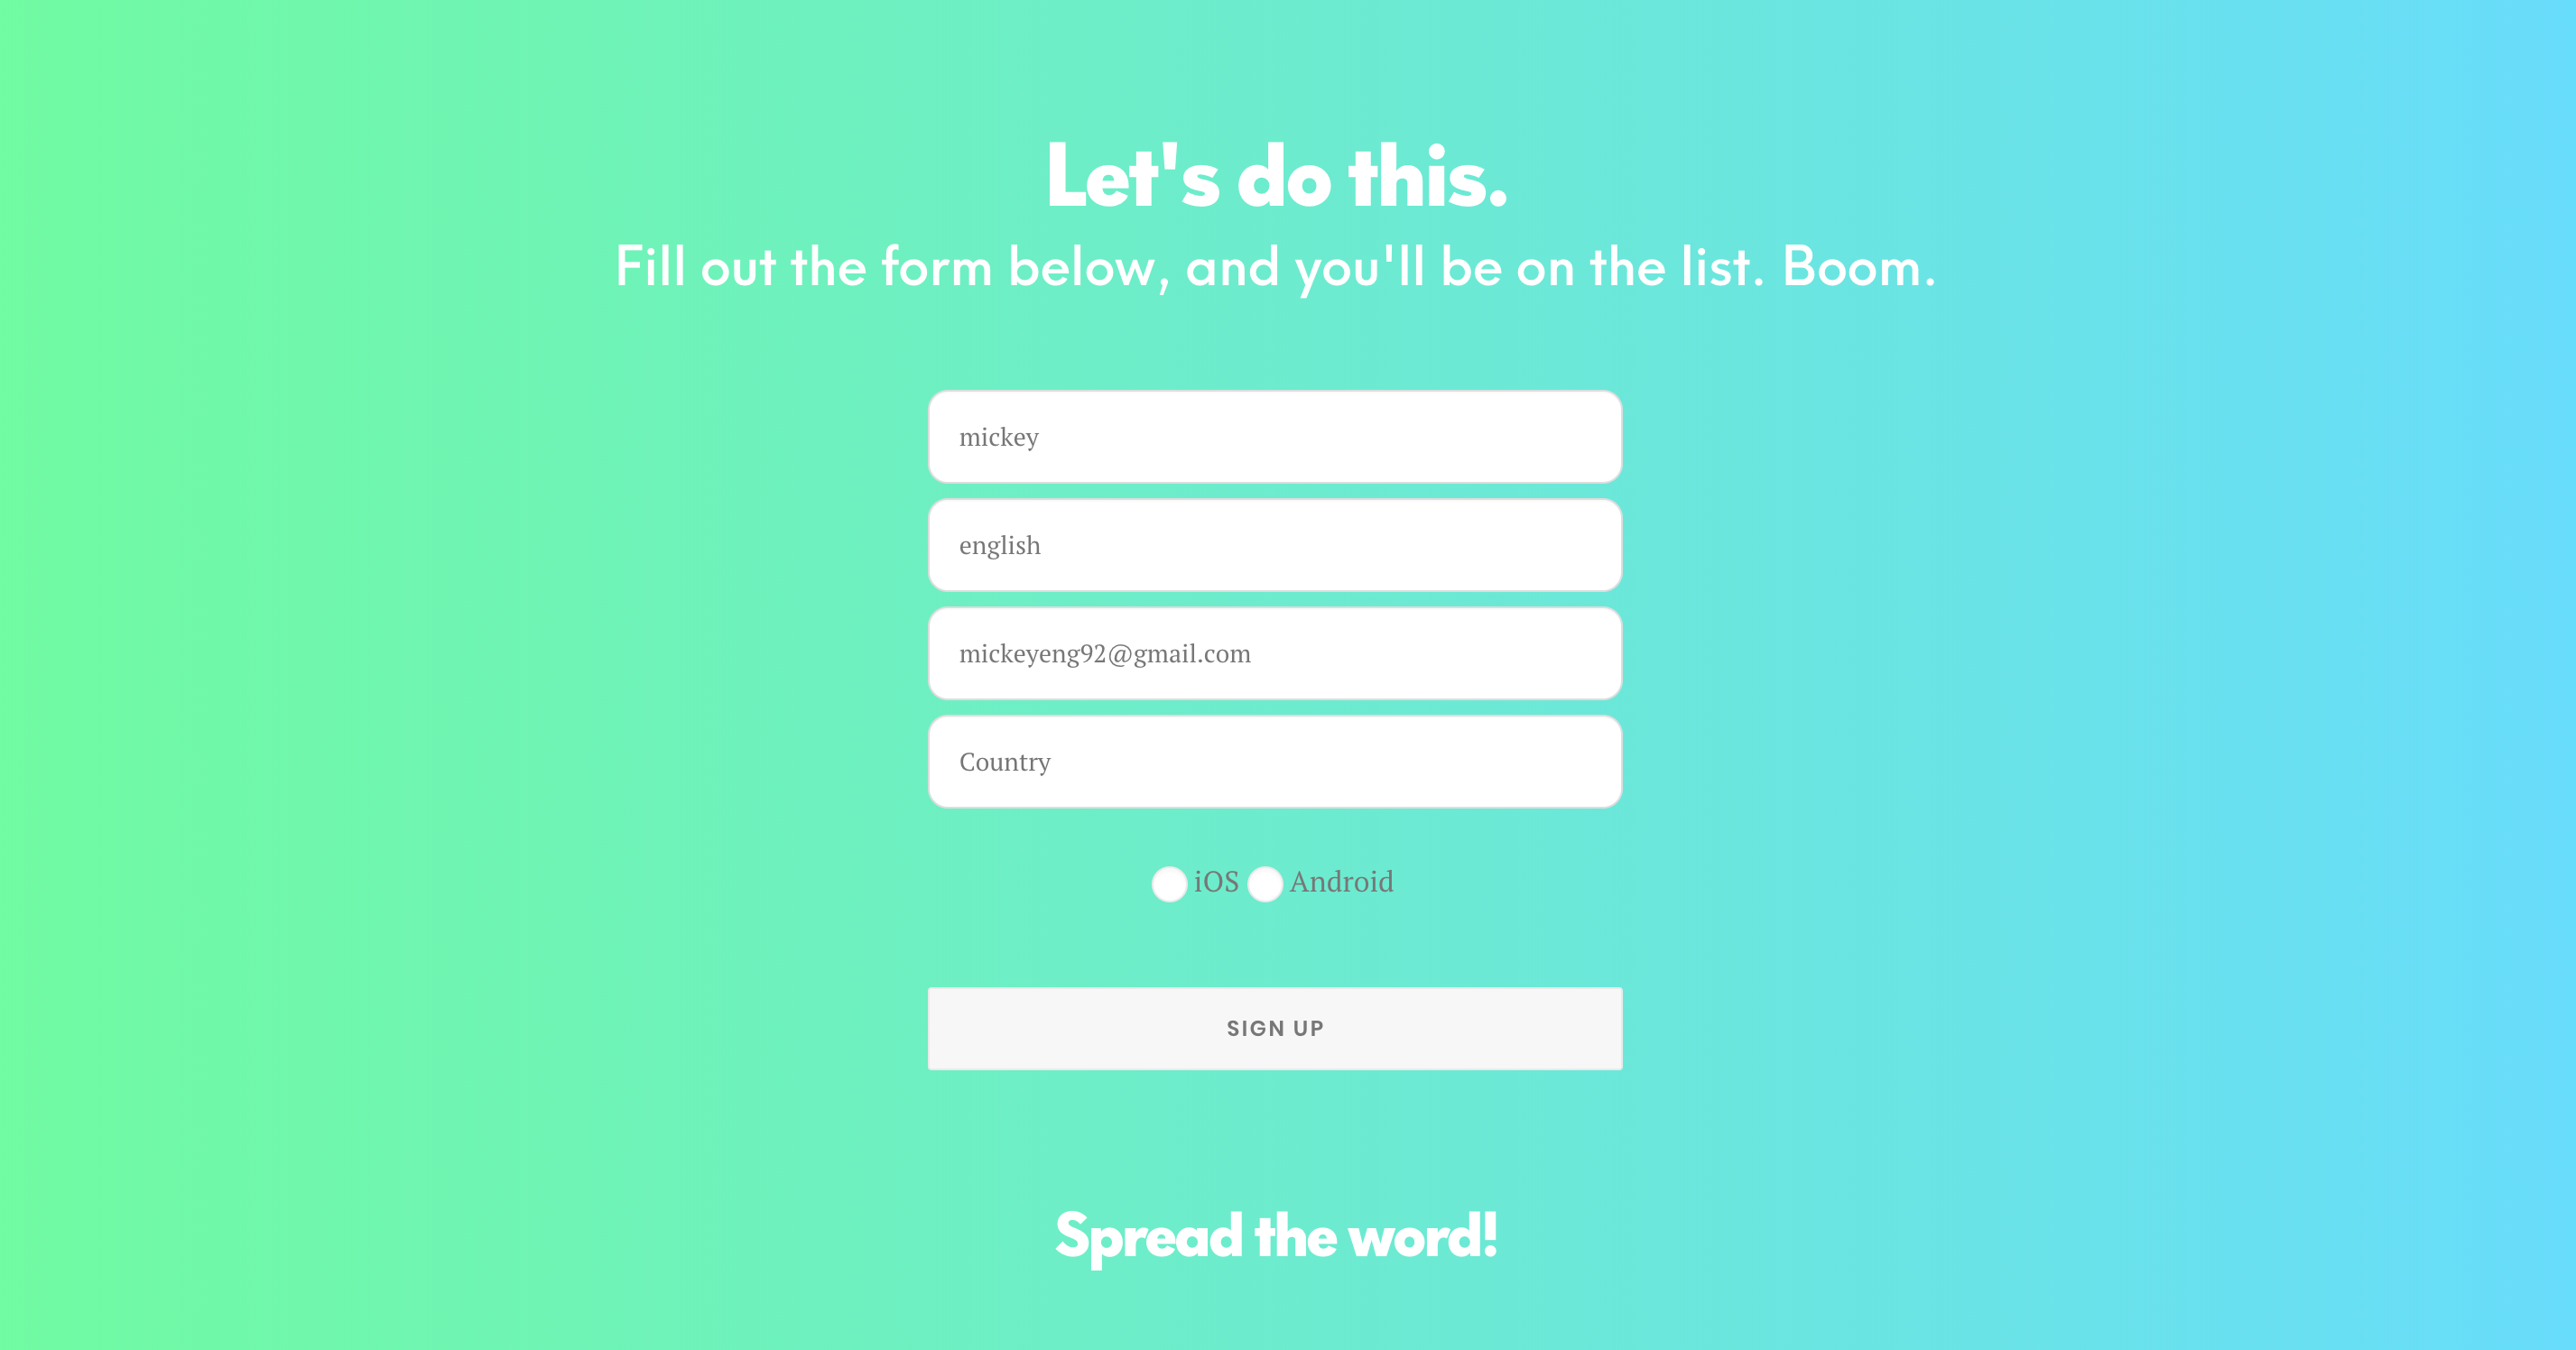 Let's do this.
Fill out the form below, and you'll be on the list. Boom.
mickey
english
mickeyeng92@gmail.com
Country
iOS Android
SIGN UP
Spread the word!